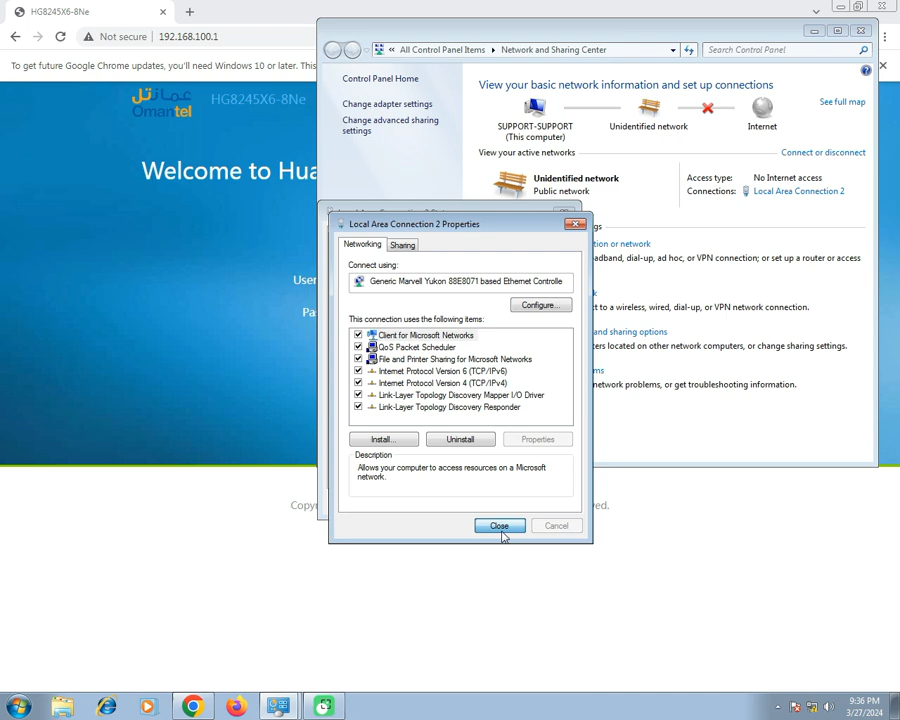 HG8245X6-8Ne
Not secure
192.168.100.1
To get future Google Chrome updates, you'll need Windows 10 or later. This
عمانتل
Omantel
HG8245X6-8Ne
Welcome to Hua
User
Pa
Copy
ved.
« All Control Panel Items
Network and Sharing Center
Search Control Panel
Control Panel Home
Change adapter settings
Change advanced sharing
settings
View your basic network information and set up connections
See full map
SUPPORT-SUPPORT
(This computer)
Unidentified network
Internet
View your active networks
Connect or disconnect
Unidentified network
Public network
Access type:
No Internet access
Connections:
Local Area Connection 2
gs
tion or network
adband, dial-up, ad hoc, or VPN connection; or set up a router or access
k
t to a wireless, wired, dial-up, or VPN network connection.
and sharing options
ters located on other network computers, or change sharing settings.
ms
network problems, or get troubleshooting information.
Local Area Connection 2 Properties
Networking
Sharing
Connect using:
Generic Marvell Yukon 88E8071 based Ethernet Controlle
Configure...
This connection uses the following items:
Client for Microsoft Networks
QoS Packet Scheduler
File and Printer Sharing for Microsoft Networks
Internet Protocol Version 6 (TCP/IPv6)
Internet Protocol Version 4 (TCP/IPv4)
Link-Layer Topology Discovery Mapper I/O Driver
Link-Layer Topology Discovery Responder
Install...
Uninstall
Properties
Description
Allows your computer to access resources on a Microsoft
network.
Close
Cancel
9:36 PM
3/27/2024